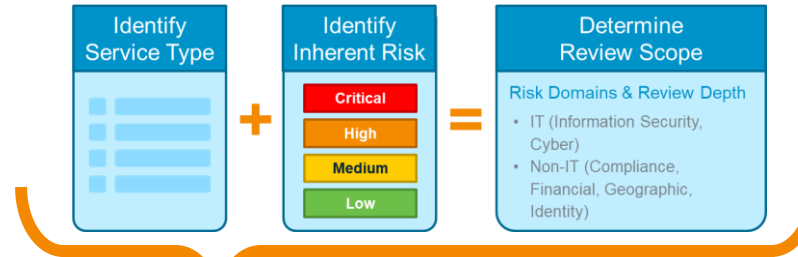 Identify
Service Type
+
Identify
Inherent Risk
Critical
High
Medium
Low
=
Determine
Review Scope
Risk Domains & Review Depth
• IT (Information Security,
Cyber)
• Non-IT (Compliance,
Financial, Geographic,
Identity)